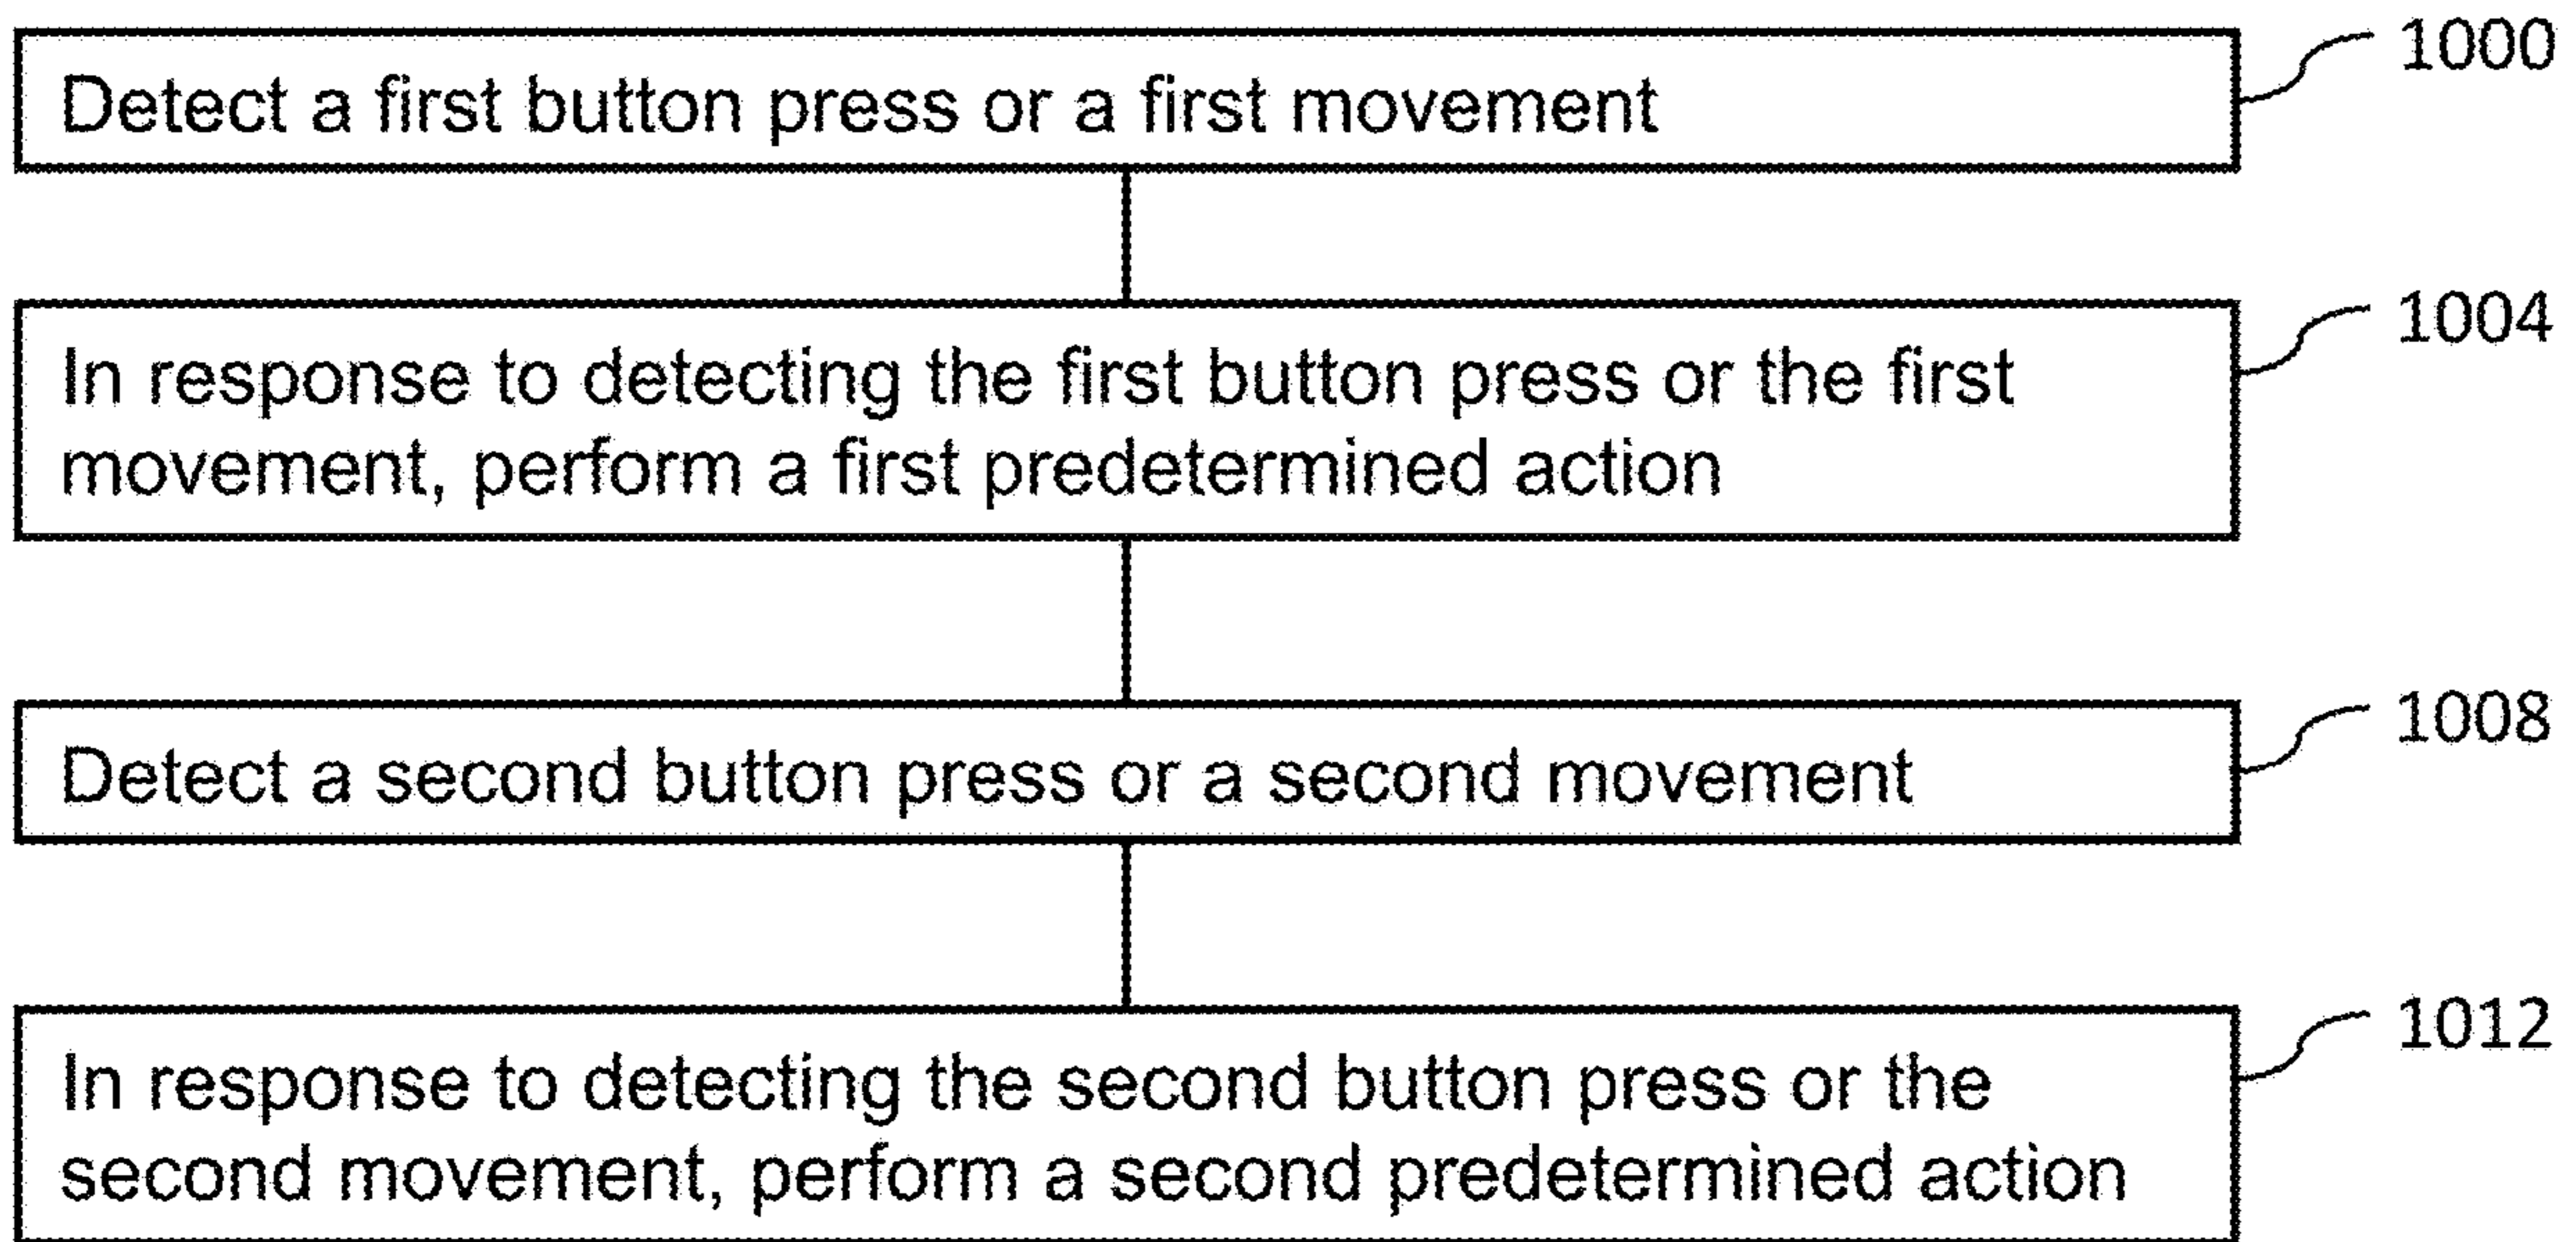 1000
Detect a first button press or a first movement
1004
In response to detecting the first button press or the first
movement, perform a first predetermined action
1008
Detect a second button press or a second movement
1012
In response to detecting the second button press or the
second movement, perform a second predetermined action